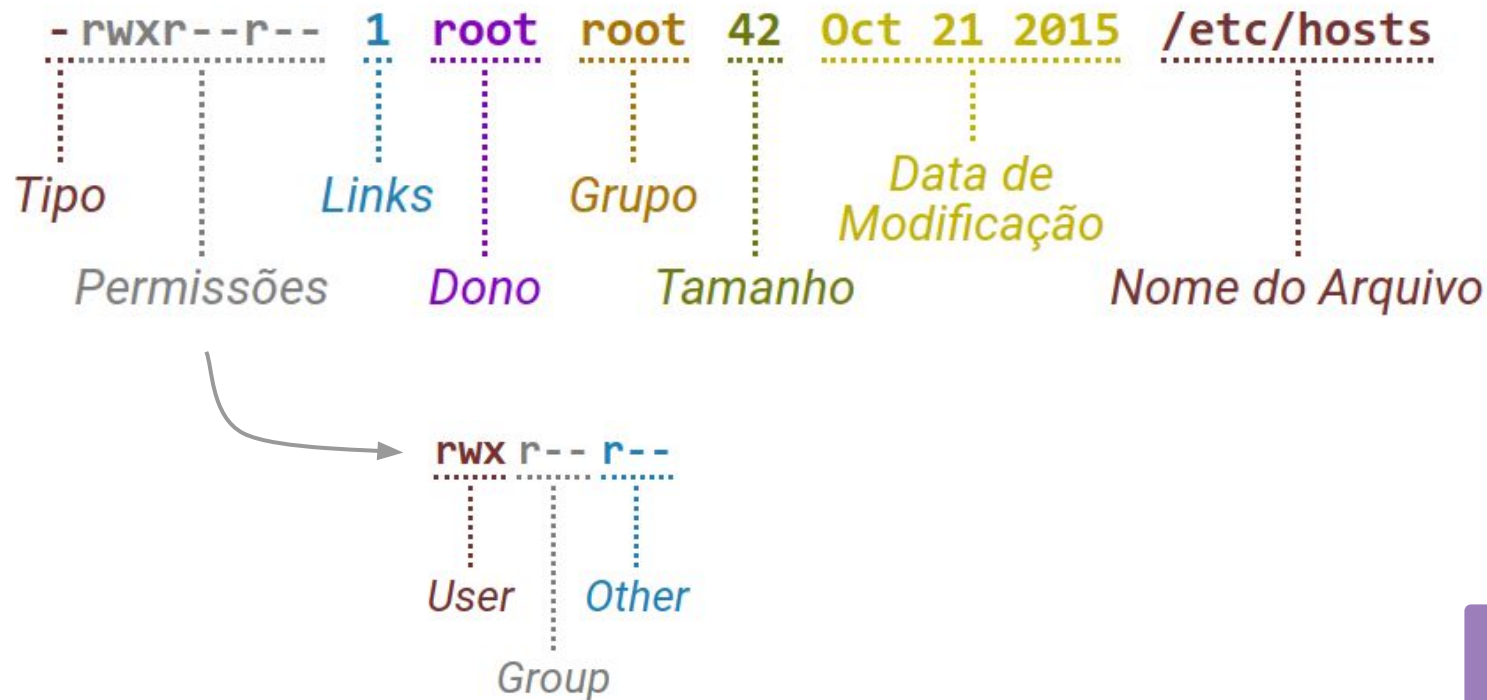 -rwxr--r-- 1 root root 42 Oct 21 2015 /etc/hosts
Tipo Links Grupo Data de
Modificação
Permissões Dono Tamanho Nome do Arquivo
rwx r-- r--
User Other
Group